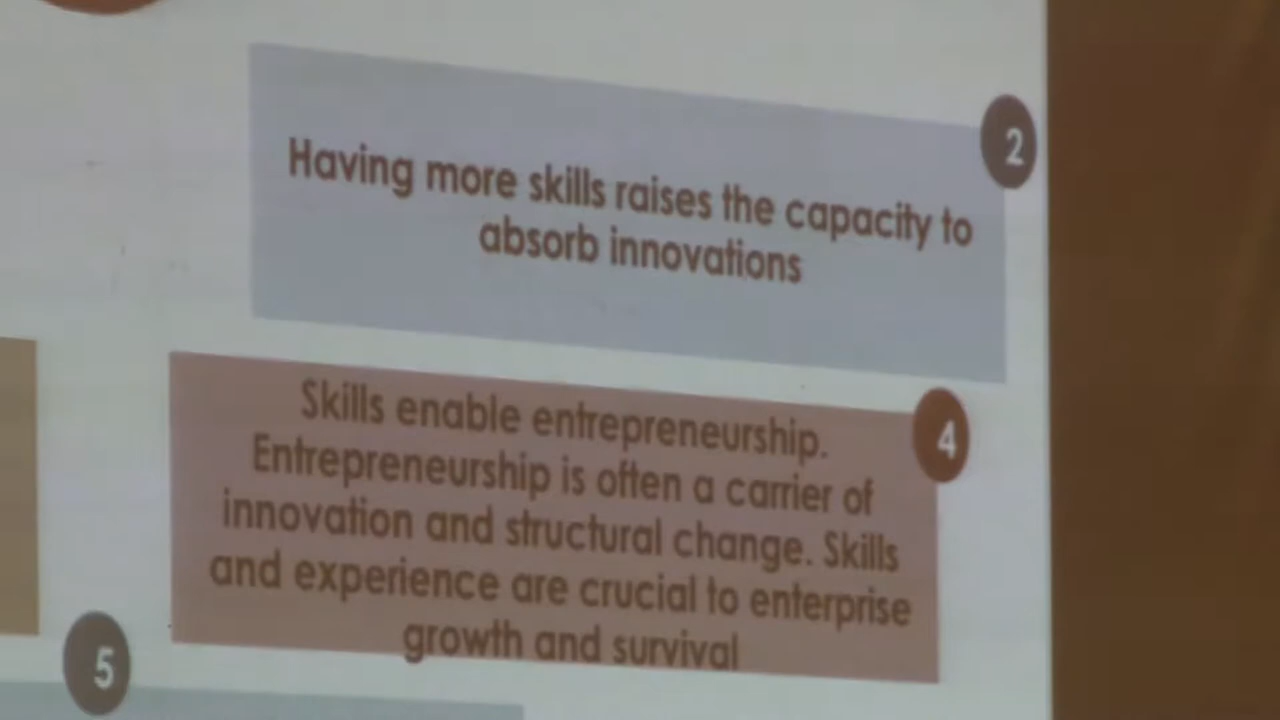 2
Having more skills raises the capacity to
absorb innovations
4
Skills enable entrepreneurship.
Entrepreneurship is often a carrier of
innovation and structural change. Skills
and experience are crucial to enterprise
growth and survival
5